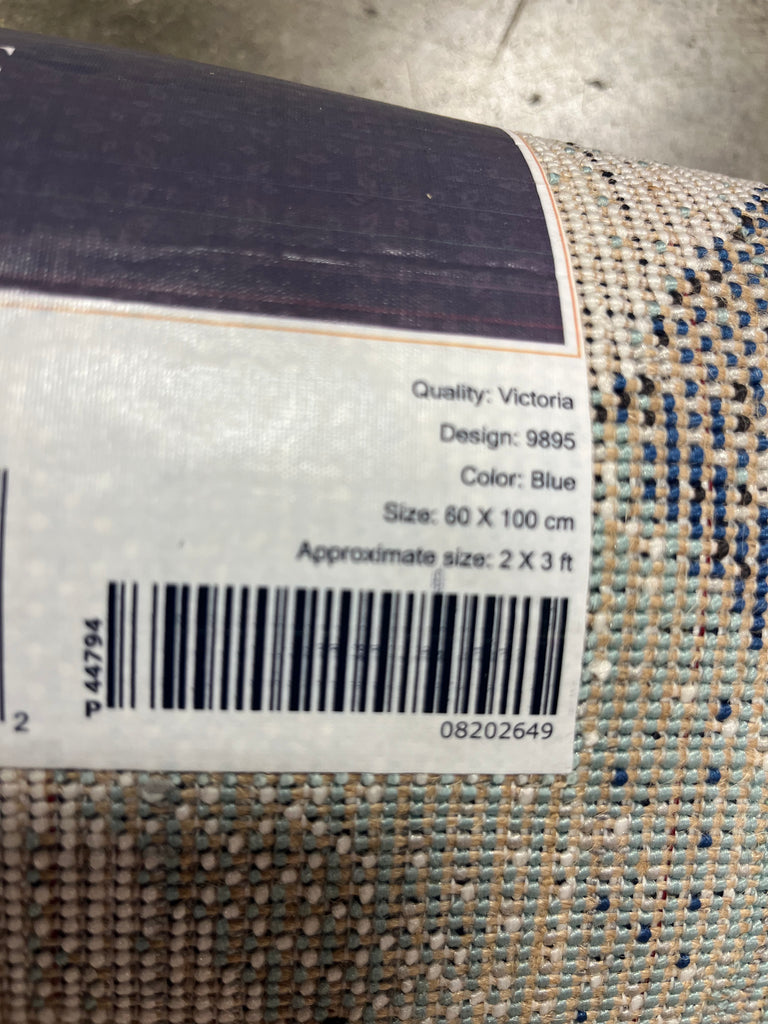 Quality: Victoria
Design: 9895
Color: Blue
Size: 60 X 100 cm
Approximate size: 2 X 3 ft
P 44794
08202649
2